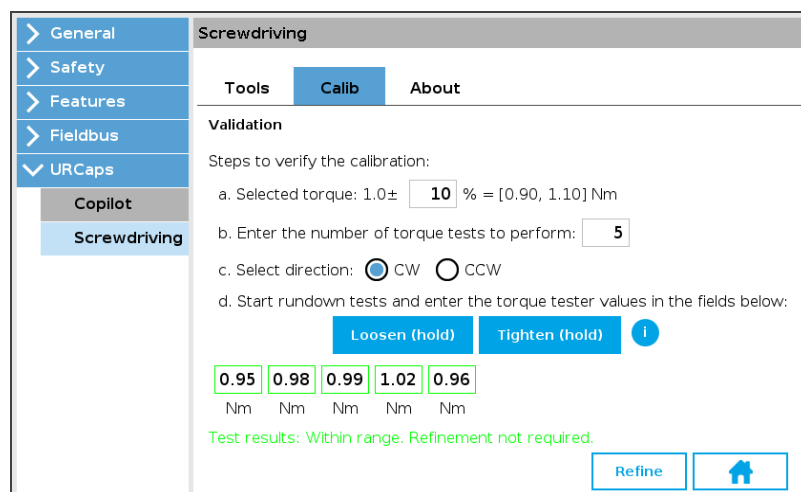 General
Safety
Features
Fieldbus
URCaps
Copilot
Screwdriving
Screwdriving
Tools Calib About
Validation
Steps to verify the calibration:
a. Selected torque: 1.0± 10 % = [0.90, 1.10] Nm
b. Enter the number of torque tests to perform: 5
c. Select direction: CW CCW
d. Start rundown tests and enter the torque tester values in the fields below:
Loosen (hold) Tighten (hold) i
0.95 0.98 0.99 1.02 0.96
Nm Nm Nm Nm Nm
Test results: Within range. Refinement not required.
Refine